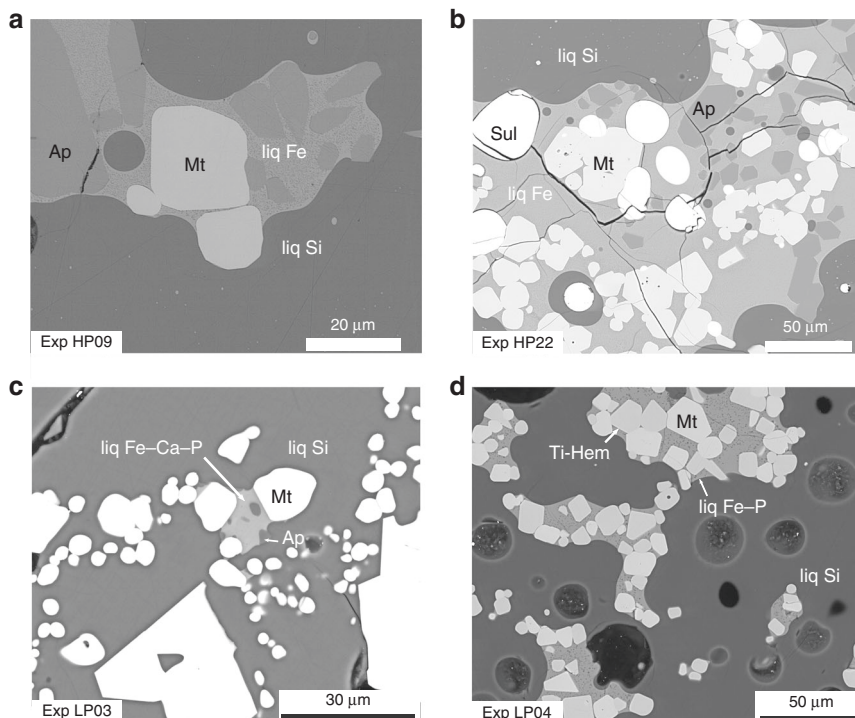 a
Ap
Mt
liq Fe
liq Si
Exp HP09
20 μm
b
liq Si
Ap
Sul
Mt
liq Fe
Exp HP22
50 μm
c
liq Fe–Ca–P
liq Si
Mt
Ap
Exp LP03
30 μm
d
Mt
Ti-Hem
liq Fe–P
liq Si
Exp LP04
50 μm